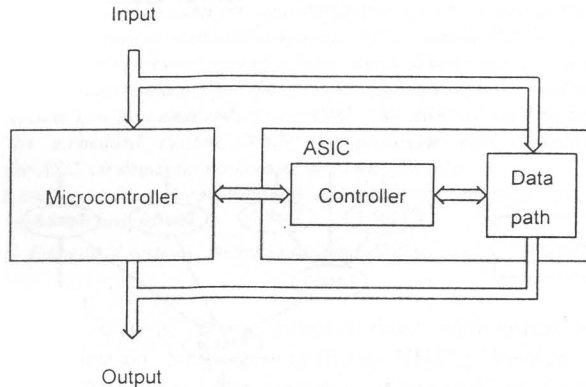 Input
ASIC
Microcontroller
Controller
Data
path
Output